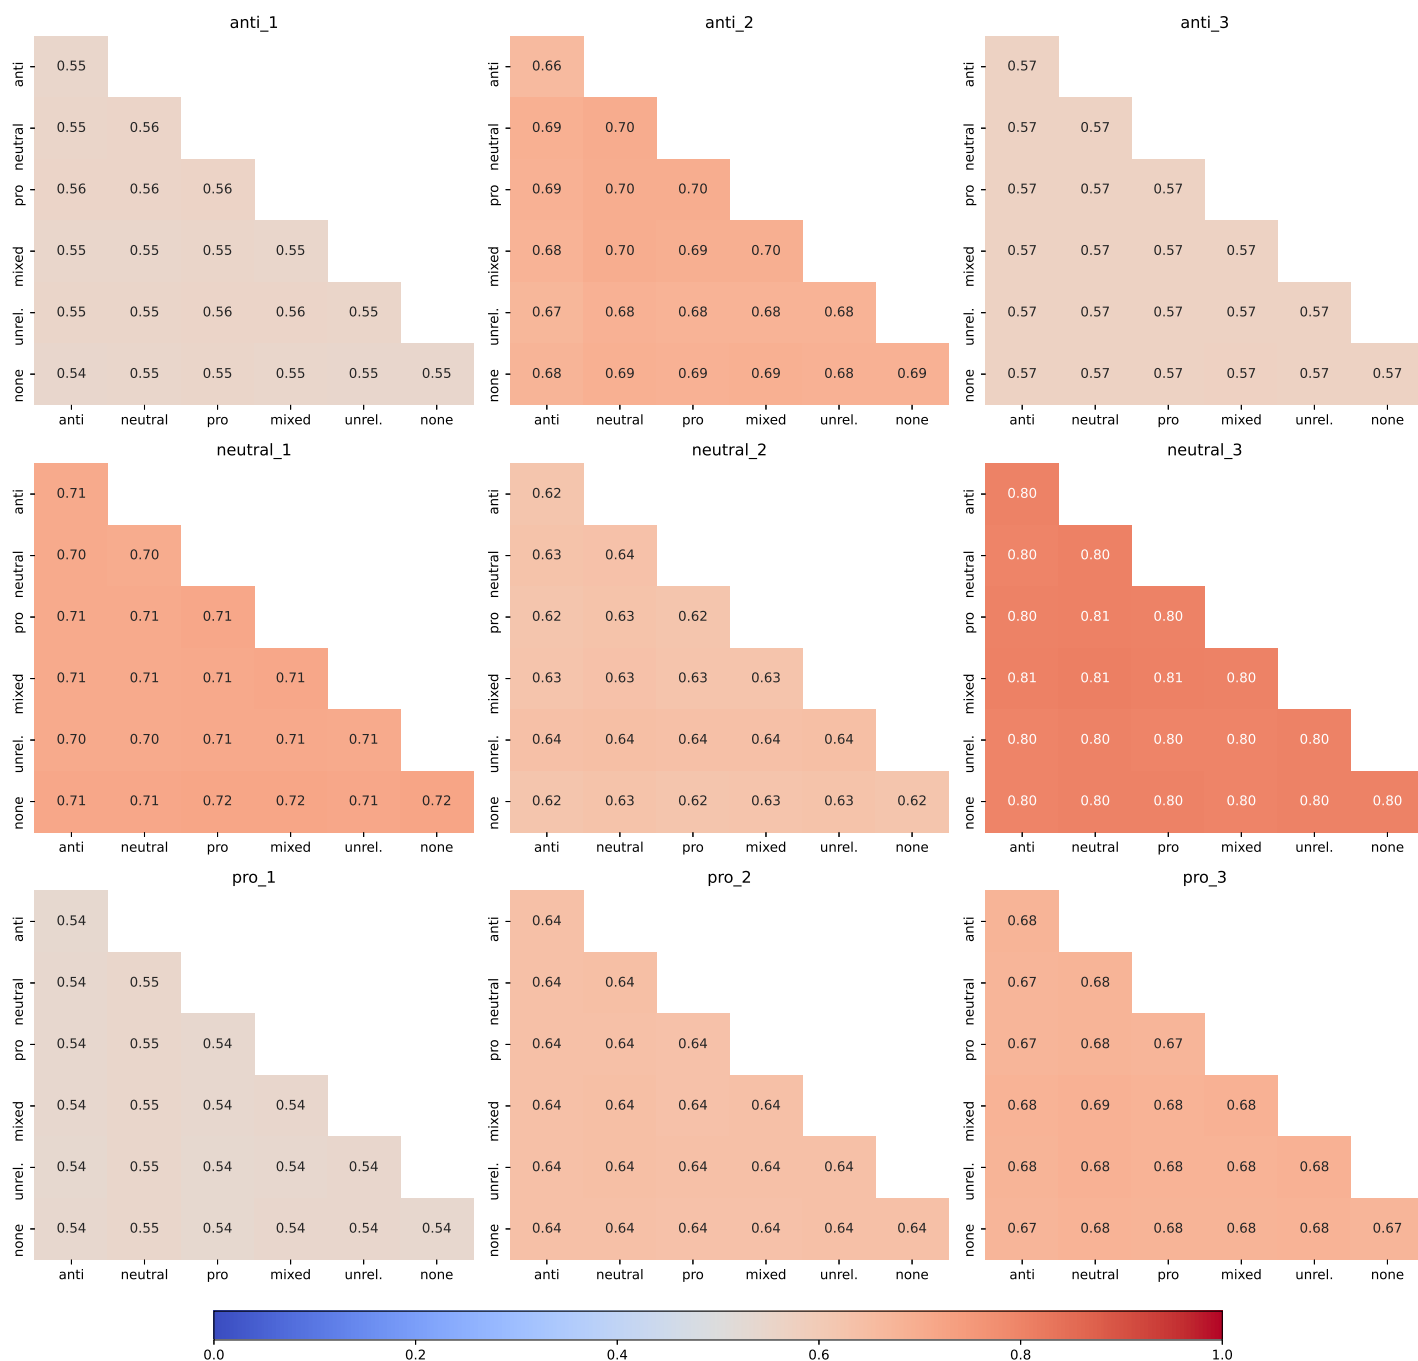 anti_1 anti_2 anti_3
anti 0.55 anti 0.66 anti 0.57
neutral 0.55 0.56 neutral 0.69 0.70 neutral 0.57 0.57
pro 0.56 0.56 0.56 pro 0.69 0.70 0.70 pro 0.57 0.57 0.57
mixed 0.55 0.55 0.55 0.55 mixed 0.68 0.70 0.69 0.70 mixed 0.57 0.57 0.57 0.57
unrel. 0.55 0.55 0.56 0.56 0.55 unrel. 0.67 0.68 0.68 0.68 0.68 unrel. 0.57 0.57 0.57 0.57 0.57
none 0.54 0.55 0.55 0.55 0.55 0.55 none 0.68 0.69 0.69 0.69 0.68 0.69 none 0.57 0.57 0.57 0.57 0.57 0.57
anti neutral pro mixed unrel. none anti neutral pro mixed unrel. none anti neutral pro mixed unrel. none
neutral_1 neutral_2 neutral_3
anti 0.71 anti 0.62 anti 0.80
neutral 0.70 0.70 neutral 0.63 0.64 neutral 0.80 0.80
pro 0.71 0.71 0.71 pro 0.62 0.63 0.62 pro 0.80 0.81 0.80
mixed 0.71 0.71 0.71 0.71 mixed 0.63 0.63 0.63 0.63 mixed 0.81 0.81 0.81 0.80
unrel. 0.70 0.70 0.71 0.71 0.71 unrel. 0.64 0.64 0.64 0.64 0.64 unrel. 0.80 0.80 0.80 0.80 0.80
none 0.71 0.71 0.72 0.72 0.71 0.72 none 0.62 0.63 0.62 0.63 0.63 0.62 none 0.80 0.80 0.80 0.80 0.80 0.80
anti neutral pro mixed unrel. none anti neutral pro mixed unrel. none anti neutral pro mixed unrel. none
pro_1 pro_2 pro_3
anti 0.54 anti 0.64 anti 0.68
neutral 0.54 0.55 neutral 0.64 0.64 neutral 0.67 0.68
pro 0.54 0.55 0.54 pro 0.64 0.64 0.64 pro 0.67 0.68 0.67
mixed 0.54 0.55 0.54 0.54 mixed 0.64 0.64 0.64 0.64 mixed 0.68 0.69 0.68 0.68
unrel. 0.54 0.55 0.54 0.54 0.54 unrel. 0.64 0.64 0.64 0.64 0.64 unrel. 0.68 0.68 0.68 0.68 0.68
none 0.54 0.55 0.54 0.54 0.54 0.54 none 0.64 0.64 0.64 0.64 0.64 0.64 none 0.67 0.68 0.68 0.68 0.68 0.67
anti neutral pro mixed unrel. none anti neutral pro mixed unrel. none anti neutral pro mixed unrel. none
0.0 0.2 0.4 0.6 0.8 1.0